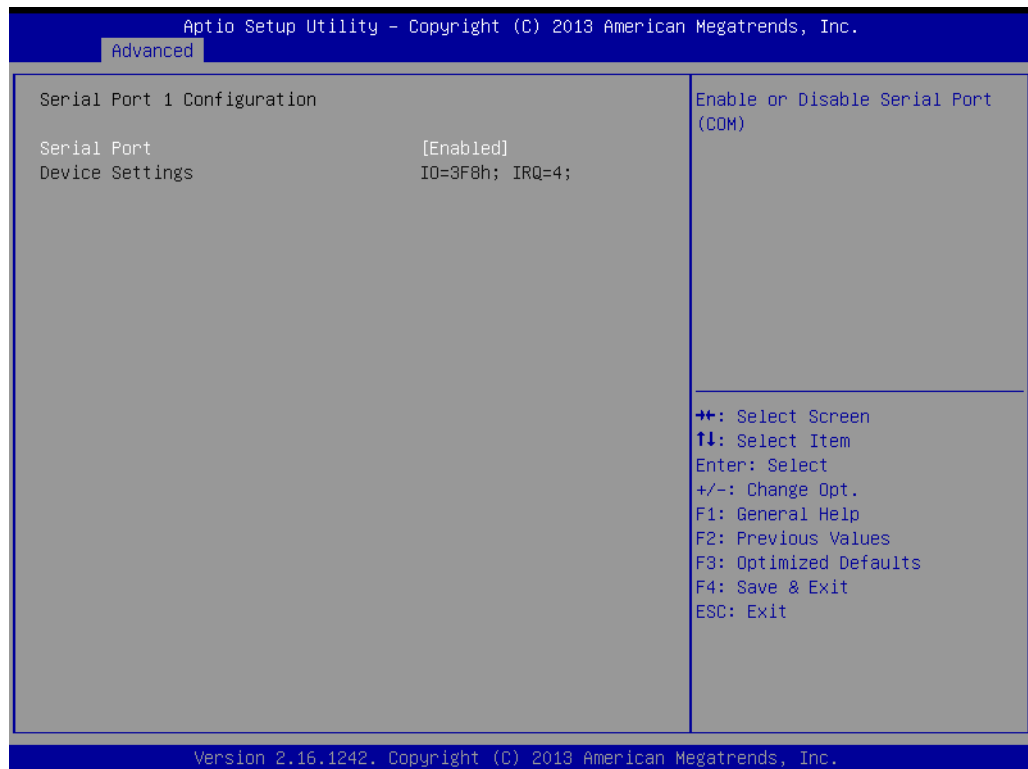 Aptio Setup Utility – Copyright (C) 2013 American Megatrends, Inc.
Advanced
Serial Port 1 Configuration
Serial Port [Enabled]
Device Settings IO=3F8h; IRQ=4;
Enable or Disable Serial Port
(COM)
→←: Select Screen
↑↓: Select Item
Enter: Select
+/-: Change Opt.
F1: General Help
F2: Previous Values
F3: Optimized Defaults
F4: Save & Exit
ESC: Exit
Version 2.16.1242. Copyright (C) 2013 American Megatrends, Inc.